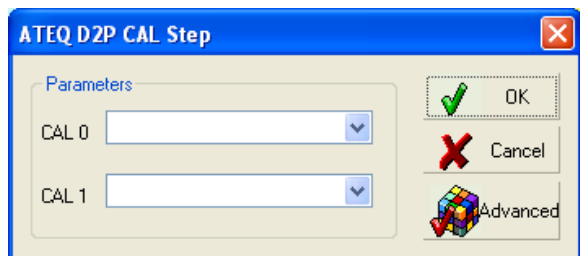 ATEQ D2P CAL Step
Parameters
CAL 0
CAL 1
OK
Cancel
Advanced